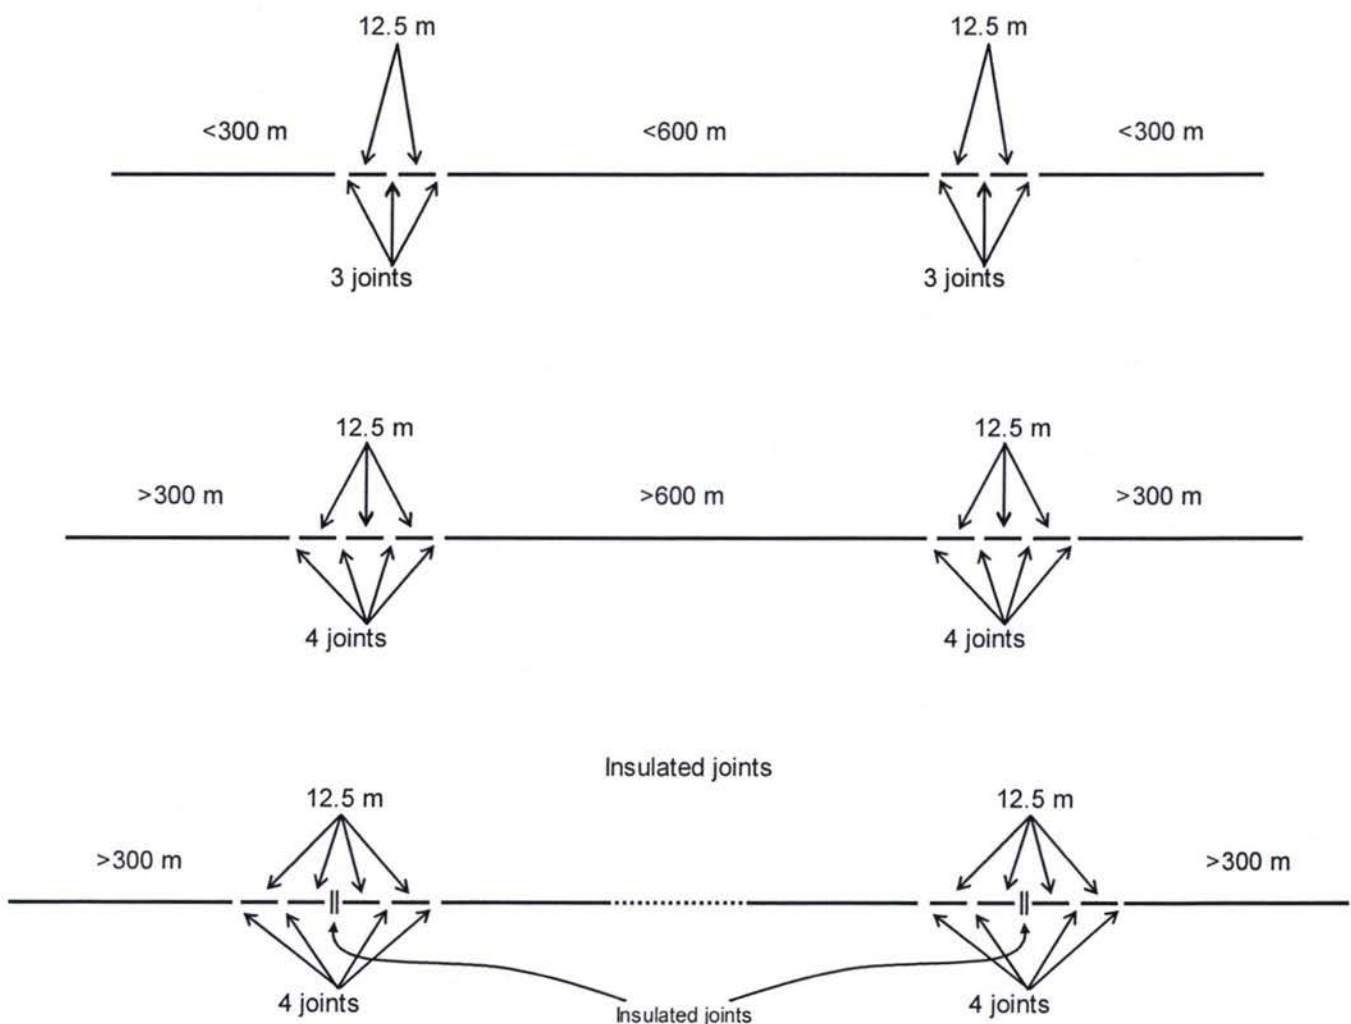 12.5 m 12.5 m
<300 m <600 m <300 m
3 joints 3 joints
12.5 m 12.5 m
>300 m >600 m >300 m
4 joints 4 joints
Insulated joints
12.5 m 12.5 m
>300 m >300 m
4 joints 4 joints
Insulated joints